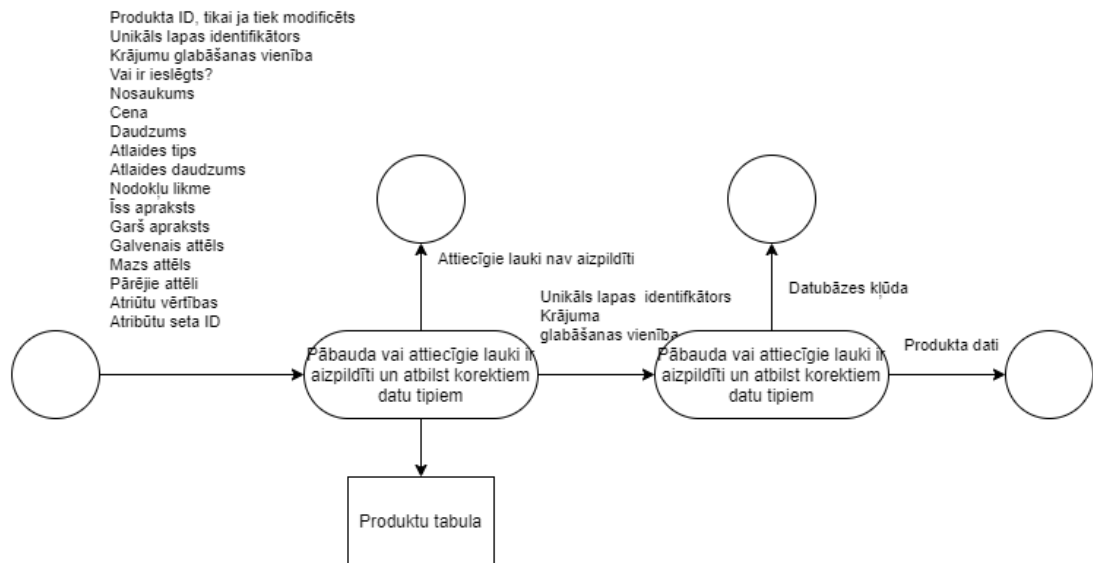 Produkta ID, tikai ja tiek modificēts
Unikāls lapas identifikātors
Krājumu glabāšanas vienība
Vai ir ieslēgts?
Nosaukums
Cena
Daudzums
Atlaides tips
Atlaides daudzums
Nodokļu likme
Īss apraksts
Garš apraksts
Galvenais attēls
Mazs attēls
Pārējie attēli
Atriūtu vērtības
Atribūtu seta ID
Attiecīgie lauki nav aizpildīti
Unikāls lapas identifkātors
Krājuma
glabāšanas vienība
Datubāzes kļūda
Pābauda vai attiecīgie lauki ir
aizpildīti un atbilst korektiem
datu tipiem
Pābauda vai attiecīgie lauki ir
aizpildīti un atbilst korektiem
datu tipiem
Produkta dati
Produktu tabula